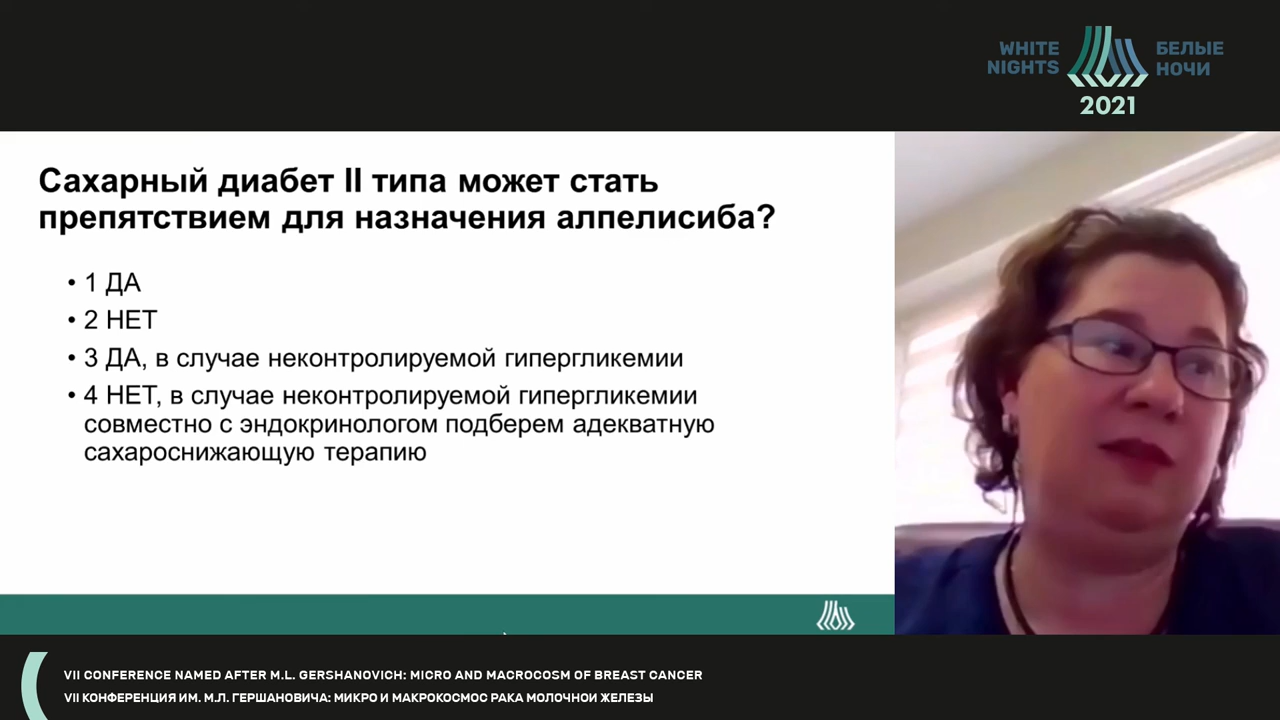 WHITE
NIGHTS
БЕЛЫЕ
НОЧИ
2021
Сахарный диабет II типа может стать
препятствием для назначения алпелисиба?
• 1 ДА
• 2 НЕТ
• 3 ДА, в случае неконтролируемой гипергликемии
• 4 НЕТ, в случае неконтролируемой гипергликемии
совместно с эндокринологом подберем адекватную
сахароснижающую терапию
VII CONFERENCE NAMED AFTER M.L. GERSHANOVICH: MICRO AND MACROCOSM OF BREAST CANCER
VII КОНФЕРЕНЦИЯ ИМ. М.Л. ГЕРШАНОВИЧА: МИКРО И МАКРОКОСМОС РАКА МОЛОЧНОЙ ЖЕЛЕЗЫ